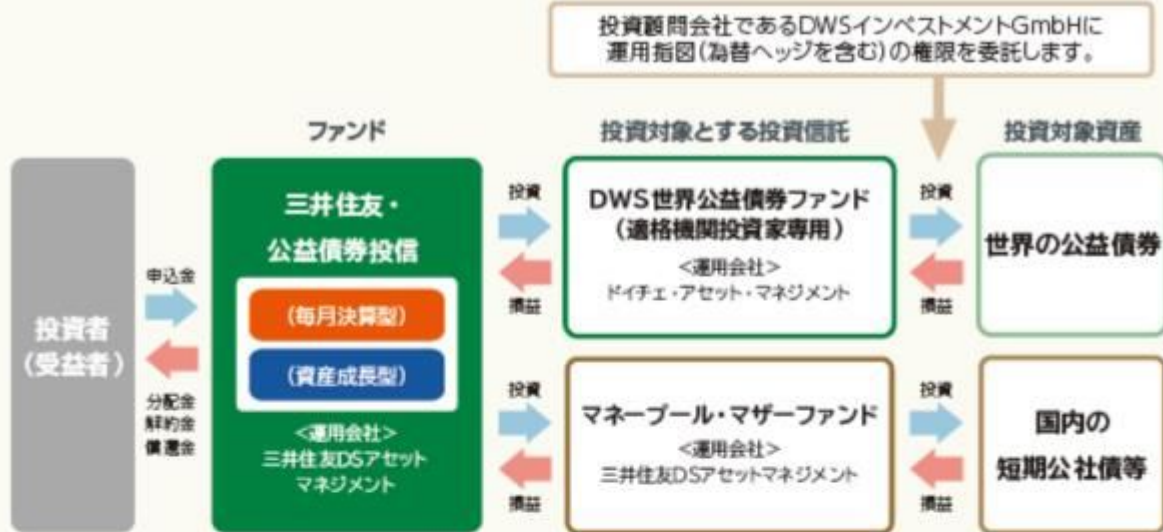 投資顧問会社であるDWSインベストメントGmbHに
運用指図(為替ヘッジを含む)の権限を委託します。
ファンド
投資対象とする投資信託
投資対象資産
投資者
(受益者)
申込金
分配金
解約金
償還金
三井住友・
公益債券投信
(毎月決算型)
(資産成長型)
<運用会社>
三井住友DSアセット
マネジメント
投資
損益
DWS世界公益債券ファンド
(適格機関投資家専用)
<運用会社>
ドイチェ・アセット・マネジメント
投資
損益
世界の公益債券
投資
損益
マネープール・マザーファンド
<運用会社>
三井住友DSアセットマネジメント
投資
損益
国内の
短期公社債等